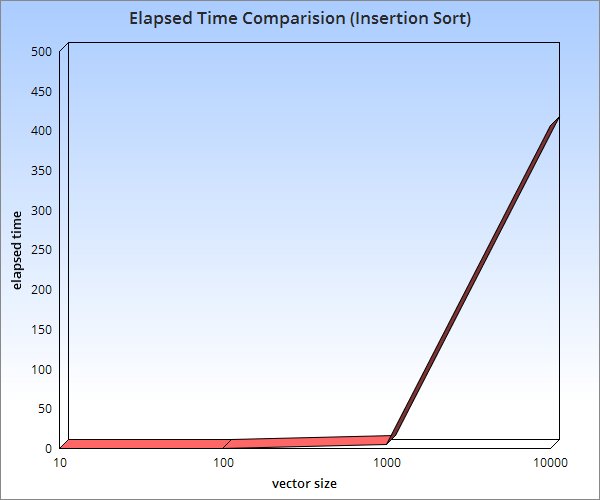 Elapsed Time Comparision (Insertion Sort)
500
450
400
350
300
250
200
150
100
50
0
elapsed time
10 100 1000 10000
vector size